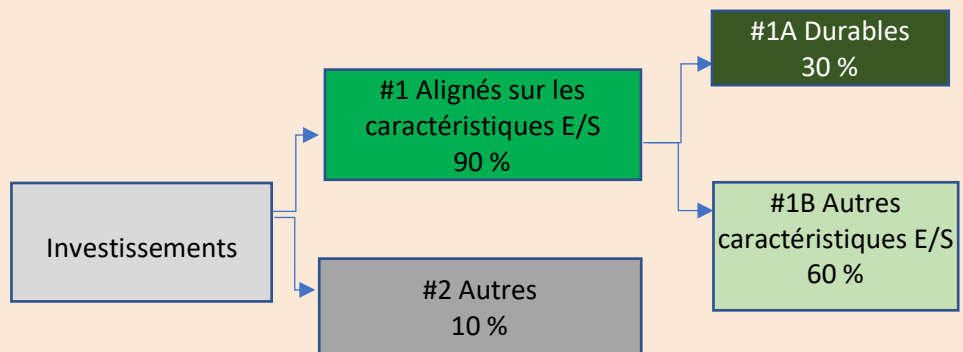 #1A Durables
30 %
#1 Alignés sur les
caractéristiques E/S
90 %
#1B Autres
caractéristiques E/S
60 %
Investissements
#2 Autres
10 %